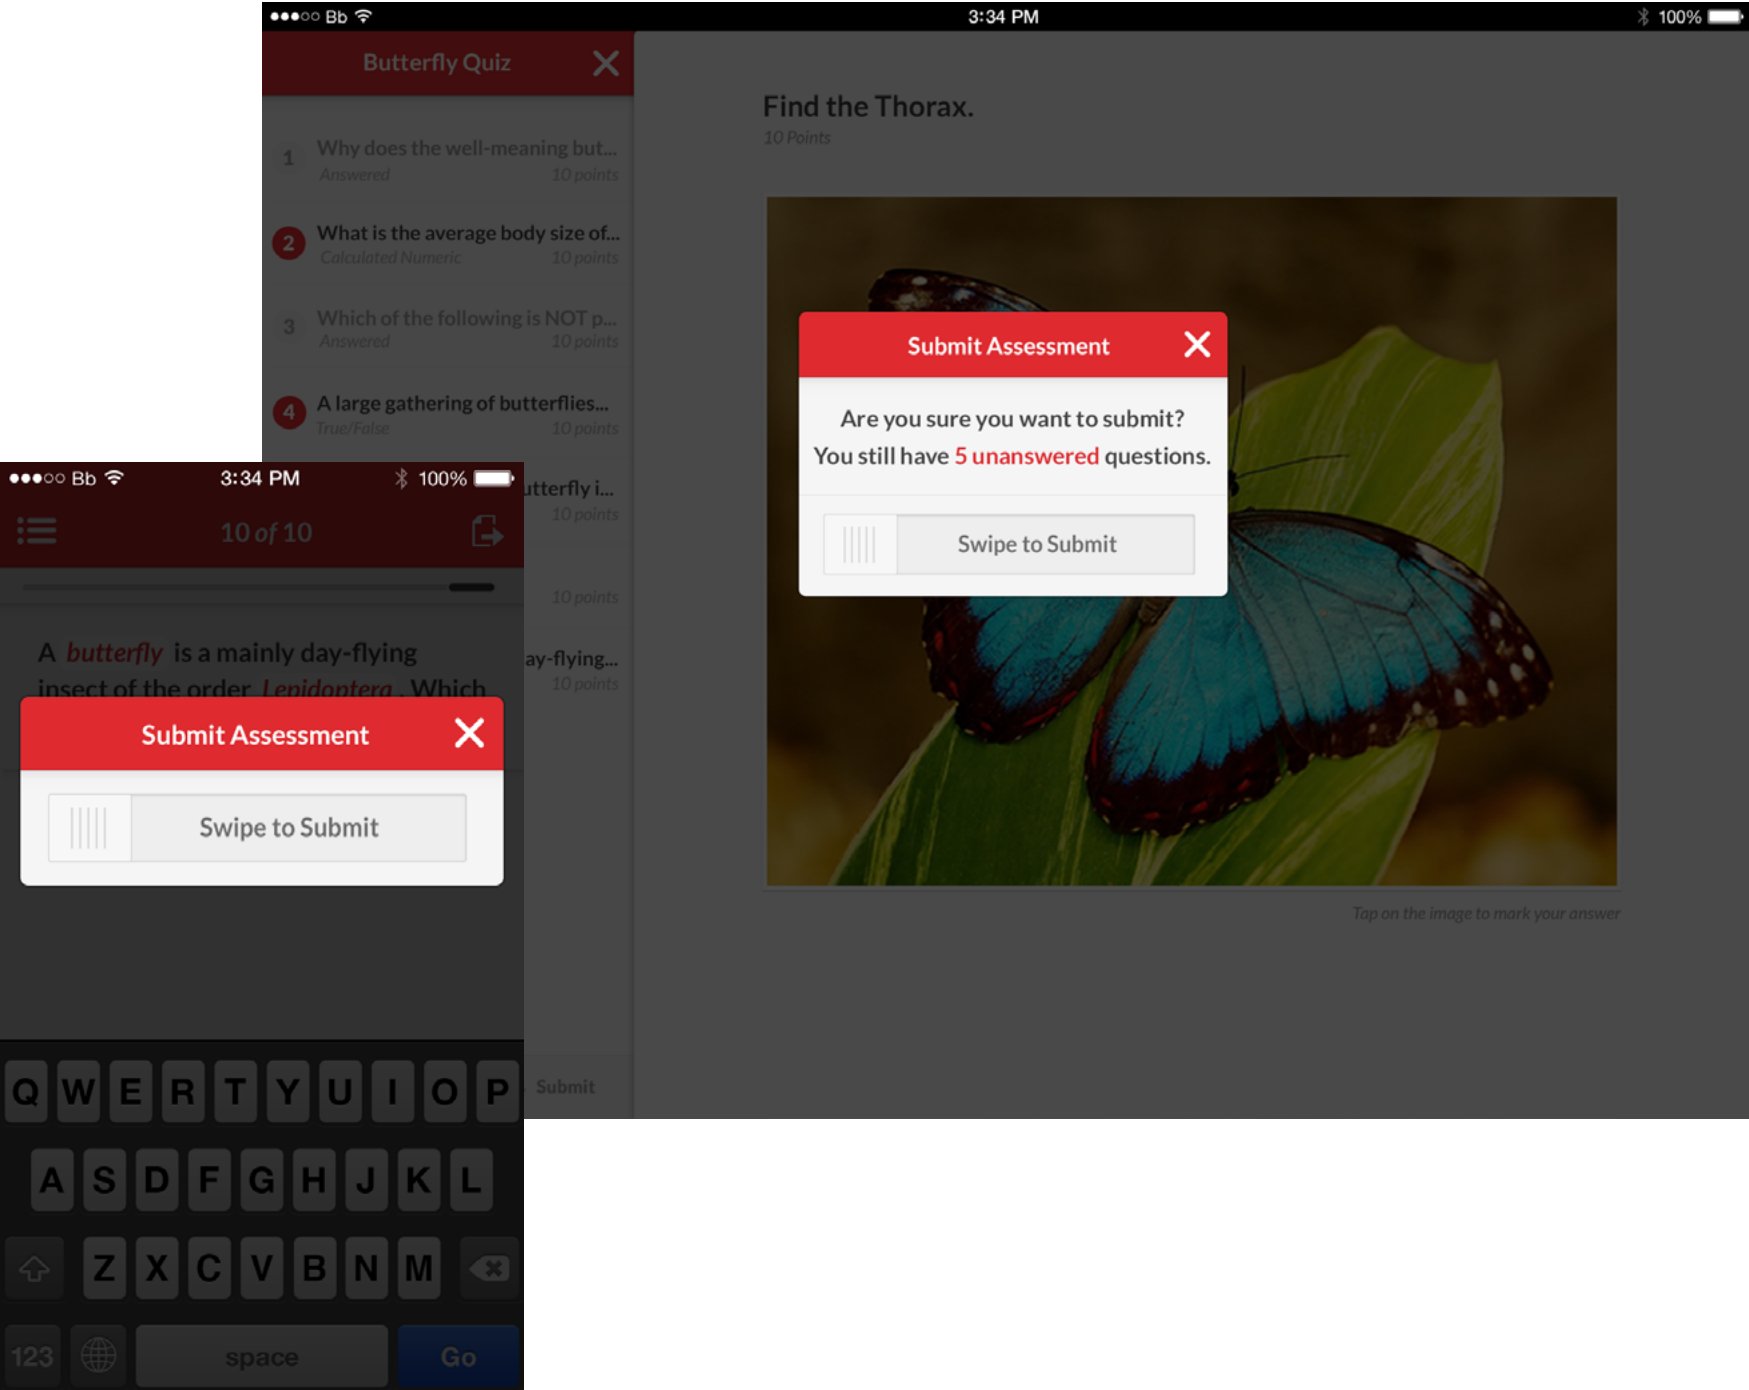 Bb
3:34 PM
100%
Butterfly Quiz
1
Why does the well-meaning but...
Answered
10 points
2
What is the average body size of...
Calculated Numeric
10 points
3
Which of the following is NOT p...
Answered
10 points
4
A large gathering of butterflies...
True/False
10 points
utterfly i...
10 points
10 points
ay-flying...
10 points
Submit
Find the Thorax.
10 Points
Submit Assessment
Are you sure you want to submit?
You still have 5 unanswered questions.
Swipe to Submit
Tap on the image to mark your answer
Bb
3:34 PM
100%
10 of 10
A butterfly is a mainly day-flying
insect of the order Lepidoptera. Which
Submit Assessment
Swipe to Submit
Q W E R T Y U I O P
A S D F G H J K L
Z X C V B N M
123 space Go